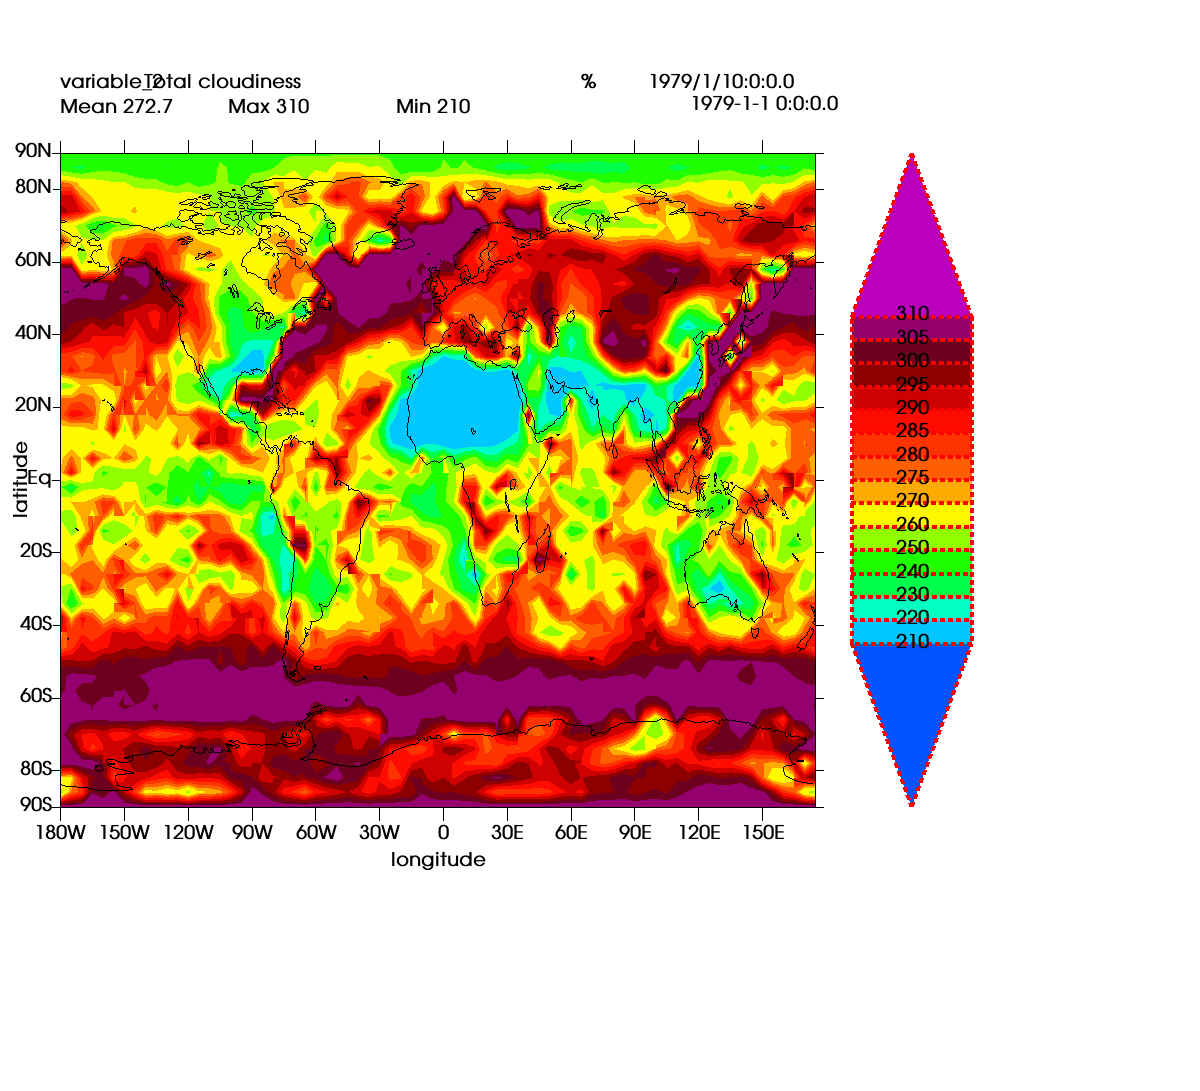 variable_2 Total cloudiness % 1979/1/10:0:0.0
Mean 272.7 Max 310 Min 210 1979-1-1 0:0:0.0
90N
80N
60N
40N
20N
Eq
20S
40S
60S
80S
90S
latitude
180W 150W 120W 90W 60W 30W 0 30E 60E 90E 120E 150E
longitude
310
305
300
295
290
285
280
275
270
260
250
240
230
220
210